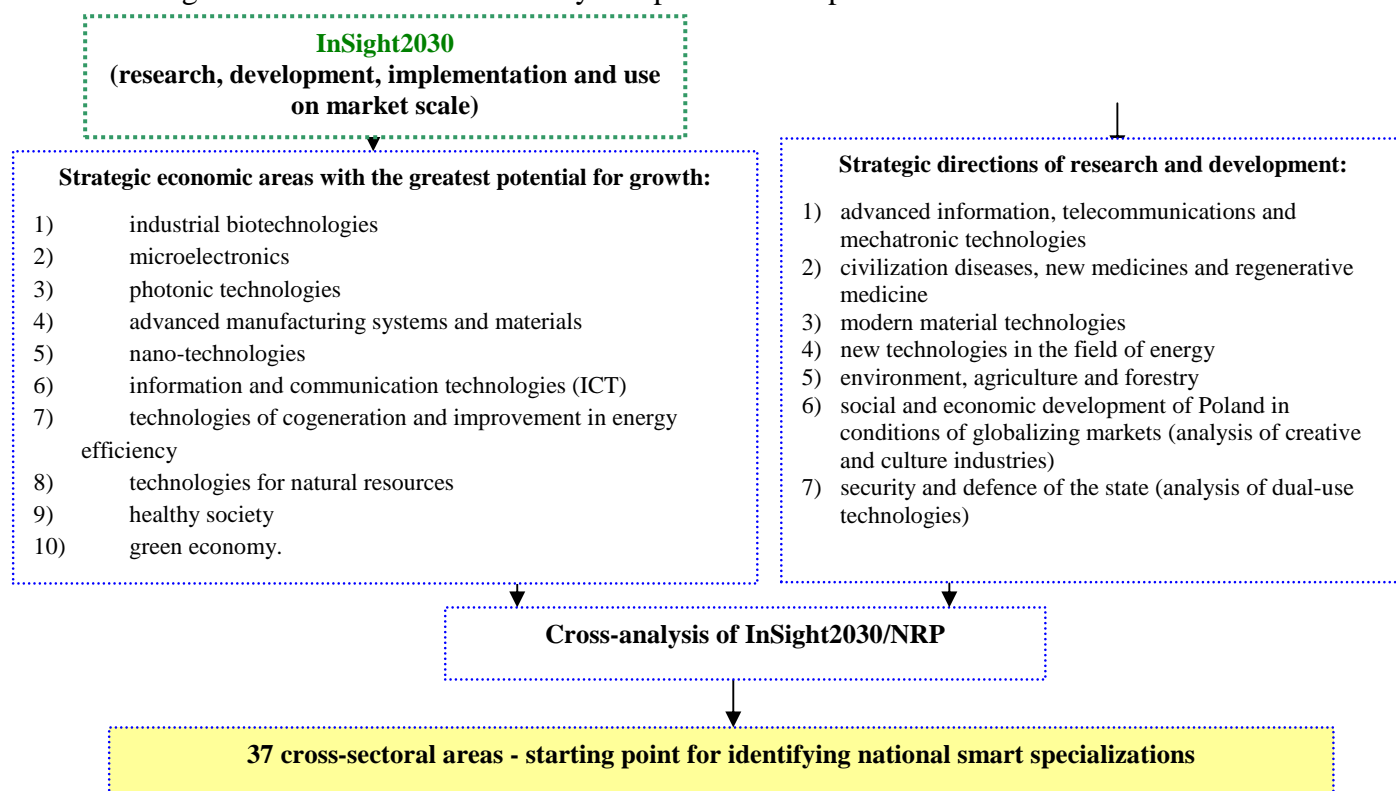 InSight2030
(research, development, implementation and use
on market scale)
Strategic economic areas with the greatest potential for growth:
1) industrial biotechnologies
2) microelectronics
3) photonic technologies
4) advanced manufacturing systems and materials
5) nano-technologies
6) information and communication technologies (ICT)
7) technologies of cogeneration and improvement in energy
efficiency
8) technologies for natural resources
9) healthy society
10) green economy.
Strategic directions of research and development:
1) advanced information, telecommunications and
mechatronic technologies
2) civilization diseases, new medicines and regenerative
medicine
3) modern material technologies
4) new technologies in the field of energy
5) environment, agriculture and forestry
6) social and economic development of Poland in
conditions of globalizing markets (analysis of creative
and culture industries)
7) security and defence of the state (analysis of dual-use
technologies)
Cross-analysis of InSight2030/NRP
37 cross-sectoral areas - starting point for identifying national smart specializations